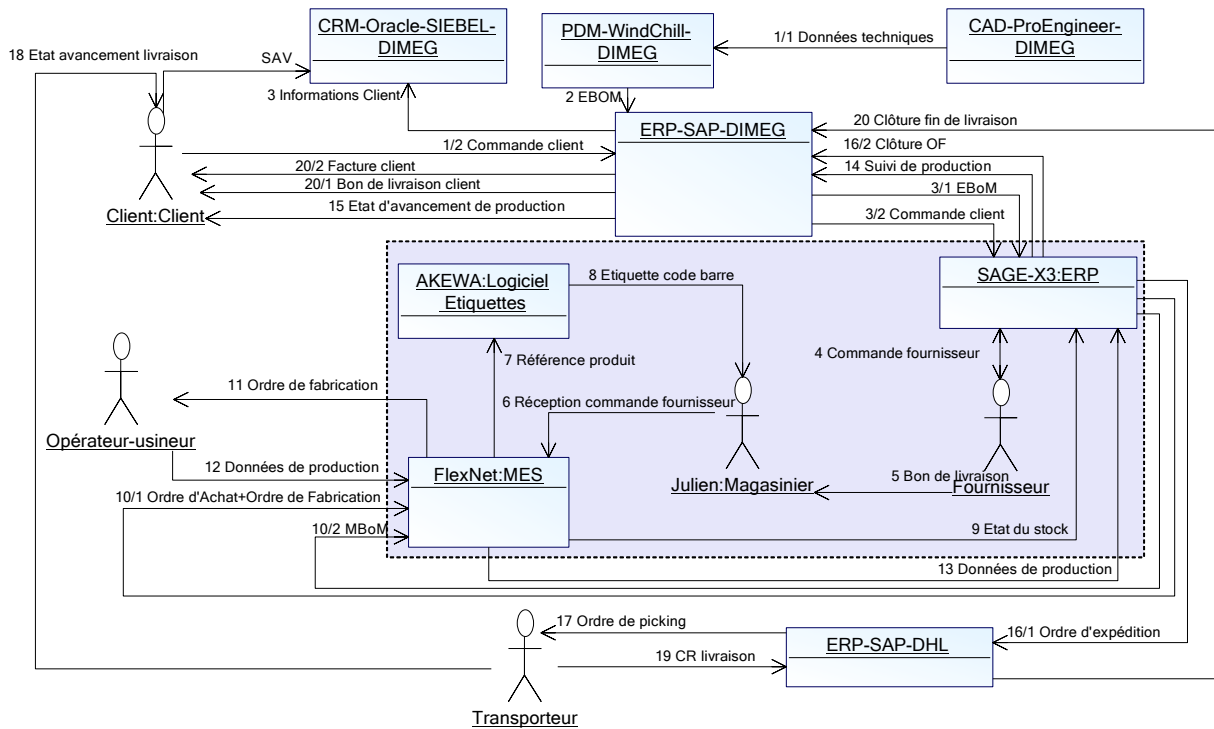 CRM-Oracle-SIEBEL-
DIMEG
PDM-WindChill-
DIMEG
CAD-ProEngineer-
DIMEG
18 Etat avancement livraison
SAV
1/1 Données techniques
3 Informations Client
2 EBOM
ERP-SAP-DIMEG
20 Clôture fin de livraison
1/2 Commande client
16/2 Clôture OF
20/2 Facture client
14 Suivi de production
20/1 Bon de livraison client
3/1 EBoM
15 Etat d'avancement de production
3/2 Commande client
Client:Client
AKEWA:Logiciel
Etiquettes
8 Etiquette code barre
SAGE-X3:ERP
7 Référence produit
4 Commande fournisseur
11 Ordre de fabrication
6 Réception commande fournisseur
Opérateur-usineur
12 Données de production
FlexNet:MES
Julien:Magasinier
5 Bon de livraison
Fournisseur
10/1 Ordre d'Achat+Ordre de Fabrication
10/2 MBoM
9 Etat du stock
13 Données de production
17 Ordre de picking
ERP-SAP-DHL
16/1 Ordre d'expédition
19 CR livraison
Transporteur